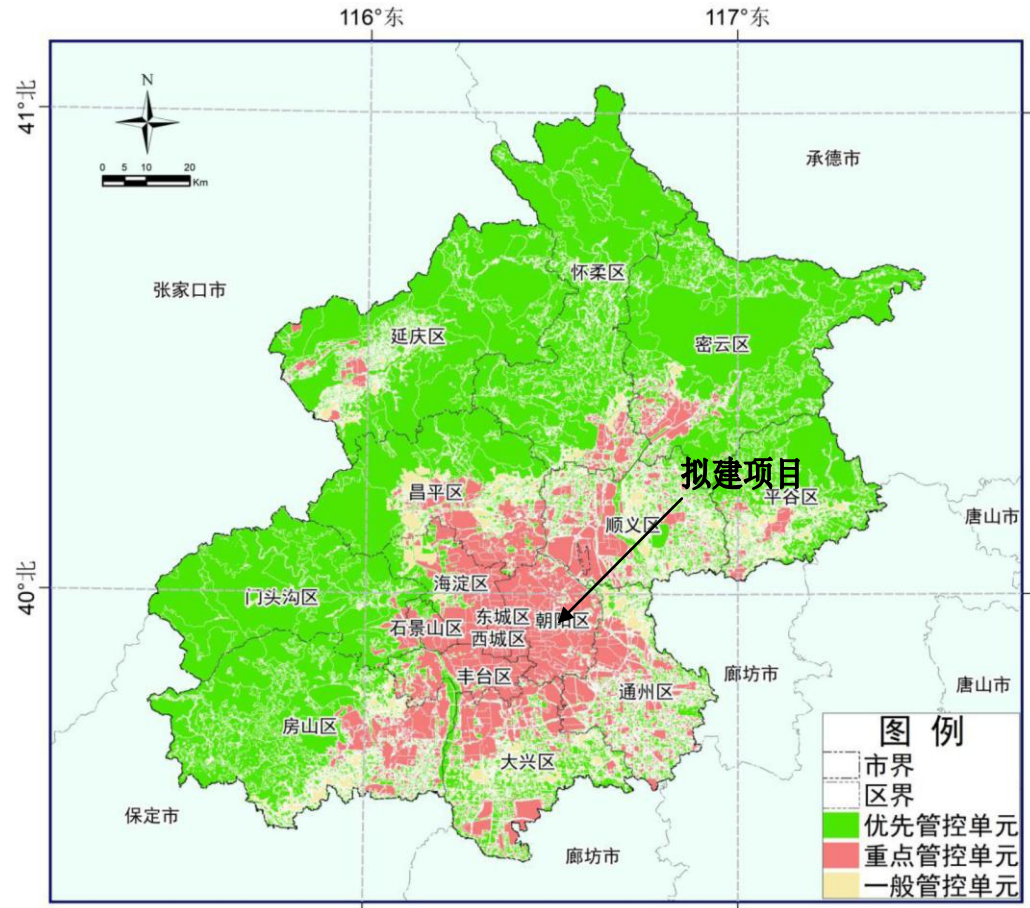 116°东
117°东
41°北
N
0 5 10 20
Km
承德市
怀柔区
张家口市
延庆区
密云区
拟建项目
昌平区
平谷区
顺义区
唐山市
40°北
海淀区
门头沟区
东城区
朝阳区
石景山区
西城区
丰台区
廊坊市
通州区
唐山市
房山区
大兴区
保定市
廊坊市
图 例
市界
区界
优先管控单元
重点管控单元
一般管控单元